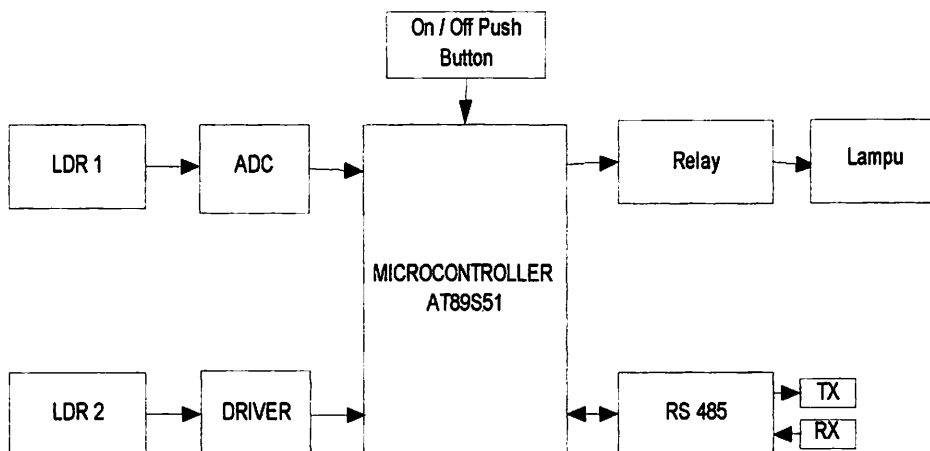 On / Off Push
Button
LDR 1
ADC
Relay
Lampu
MICROCONTROLLER
AT89S51
LDR 2
DRIVER
RS 485
TX
RX